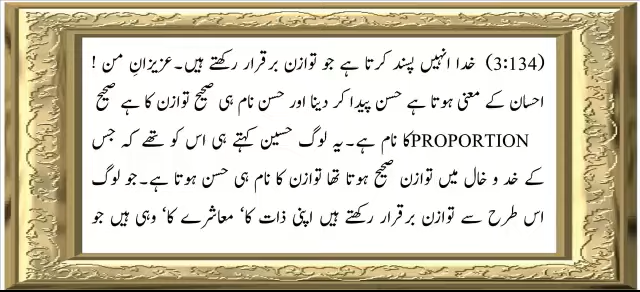 (3:134) خدا انہیں پسند کرتا ہے جو توازن برقرار رکھتے ہیں۔عزیزانِ من !
احسان کے معنی ہوتا ہے حسن پیدا کر دینا اور حسن نام ہی صحیح توازن کا ہے صحیح
PROPORTIONکا نام ہے۔یہ لوگ حسین کہتے ہی اس کو تھے کہ جس
کے خد و خال میں توازن صحیح ہوتا تھا توازن کا نام ہی حسن ہوتا ہے۔جو لوگ
اس طرح سے توازن برقرار رکھتے ہیں اپنی ذات کا‘ معاشرے کا‘ وہی ہیں جو